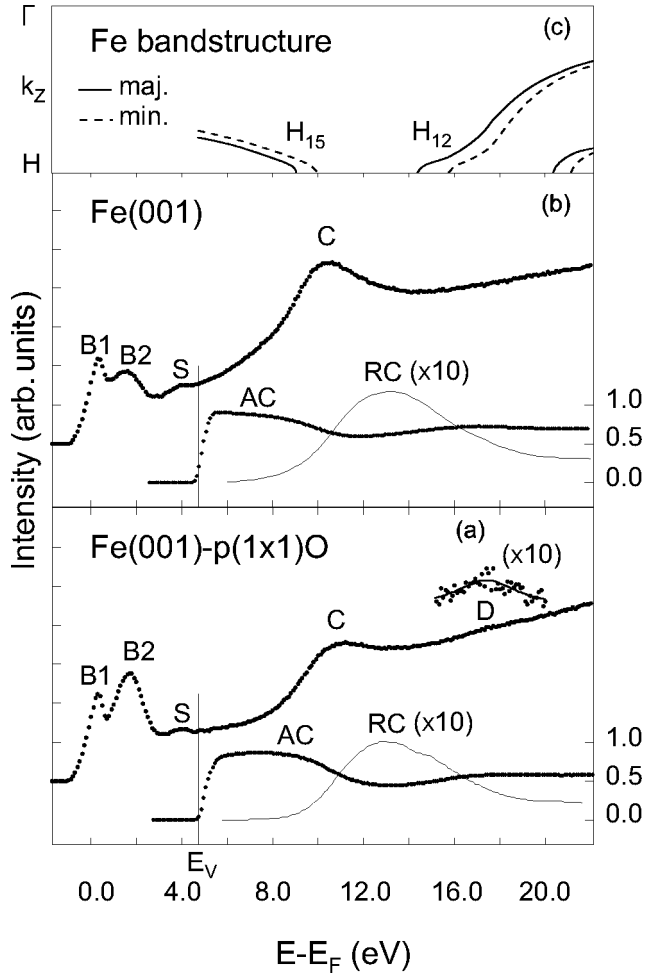 Γ
Fe bandstructure
(c)
k_Z
maj.
min.
H_15
H_12
H
Fe(001)
(b)
C
B1
B2
S
RC (x10)
AC
1.0
0.5
0.0
Intensity (arb. units)
Fe(001)-p(1x1)O
(a)
(x10)
D
C
B1
B2
S
RC (x10)
AC
1.0
0.5
0.0
E_V
0.0 4.0 8.0 12.0 16.0 20.0
E-E_F (eV)